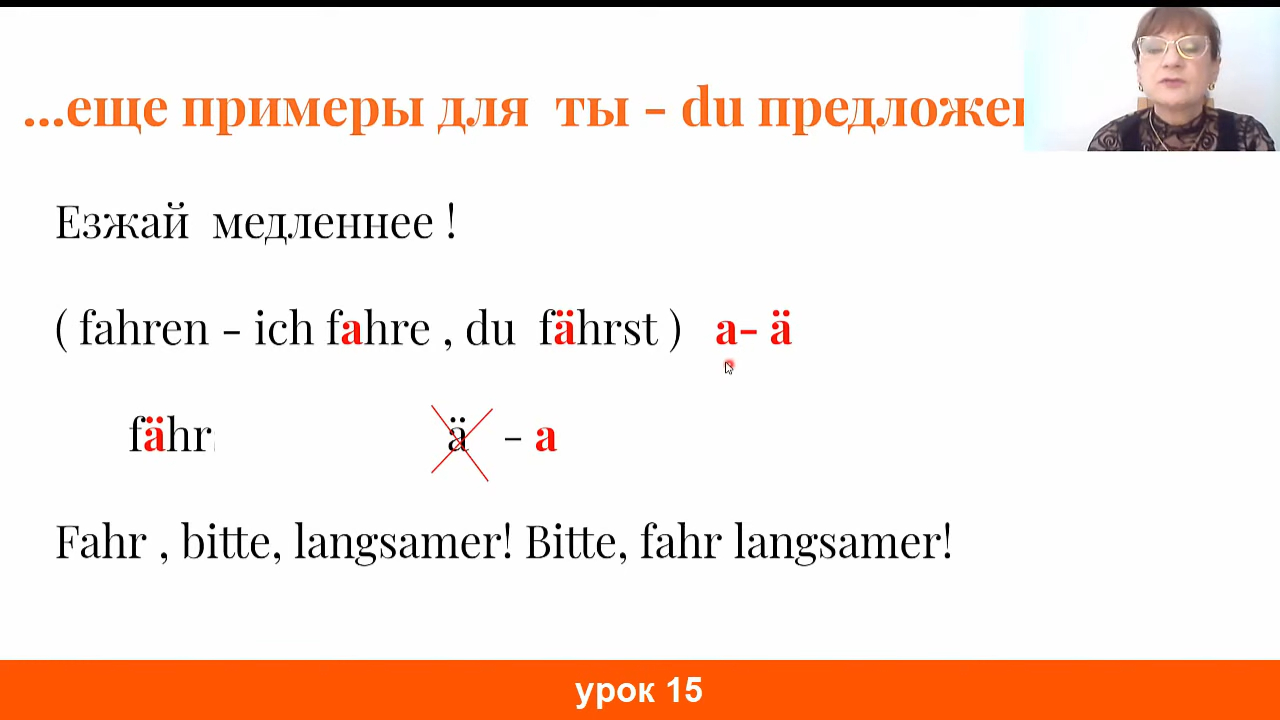 ...еще примеры для ты - du предложен
Езжай медленнее !
( fahren - ich fahre , du fährst ) a- ä
fähr ä - a
Fahr , bitte, langsamer! Bitte, fahr langsamer!
урок 15